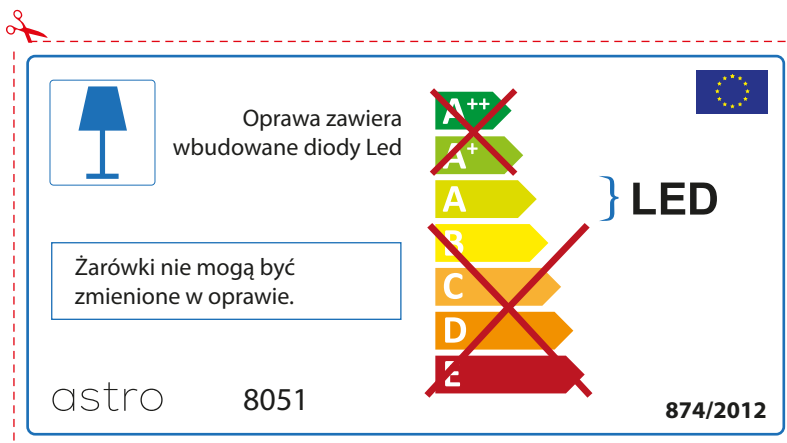 Oprawa zawiera
wbudowane diody Led
A++
A+
A
B
C
D
E
LED
Żarówki nie mogą być
zmienione w oprawie.
astro
8051
874/2012